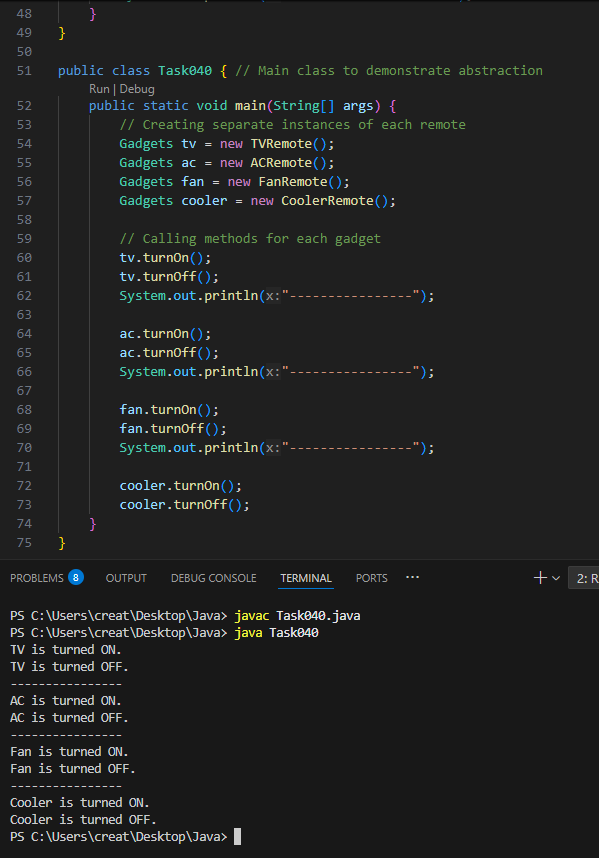 48 }
49 }
50
51 public class Task040 { // Main class to demonstrate abstraction
Run | Debug
52 public static void main(String[] args) {
53 // Creating separate instances of each remote
54 Gadgets tv = new TVRemote();
55 Gadgets ac = new ACRemote();
56 Gadgets fan = new FanRemote();
57 Gadgets cooler = new CoolerRemote();
58
59 // Calling methods for each gadget
60 tv.turnOn();
61 tv.turnOff();
62 System.out.println(x:"----------------");
63
64 ac.turnOn();
65 ac.turnOff();
66 System.out.println(x:"----------------");
67
68 fan.turnOn();
69 fan.turnOff();
70 System.out.println(x:"----------------");
71
72 cooler.turnOn();
73 cooler.turnOff();
74 }
75 }
PROBLEMS 8 OUTPUT DEBUG CONSOLE TERMINAL PORTS ··· + 2: R
PS C:\Users\creat\Desktop\Java> javac Task040.java
PS C:\Users\creat\Desktop\Java> java Task040
TV is turned ON.
TV is turned OFF.
----------------
AC is turned ON.
AC is turned OFF.
----------------
Fan is turned ON.
Fan is turned OFF.
----------------
Cooler is turned ON.
Cooler is turned OFF.
PS C:\Users\creat\Desktop\Java>